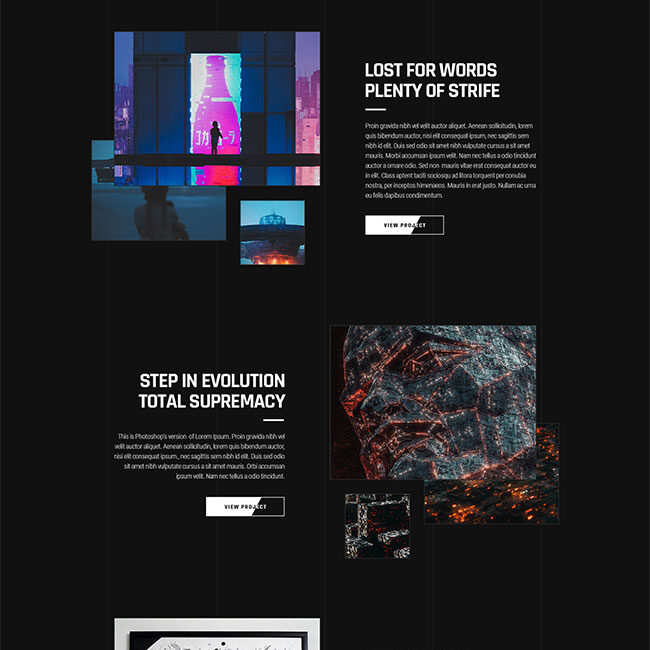 LOST FOR WORDS
PLENTY OF STRIFE
Proin gravida nibh vel velit auctor aliquet. Aenean sollicitudin, lorem
quis bibendum auctor, nisi elit consequat ipsum, nec sagittis sem
nibh id elit. Duis sed odio sit amet nibh vulputate cursus a sit amet
mauris. Morbi accumsan ipsum velit. Nam nec tellus a odio tincidunt
auctor a ornare odio. Sed non mauris vitae erat consequat auctor eu
in elit. Class aptent taciti sociosqu ad litora torquent per conubia
nostra, per inceptos himenaeos. Mauris in erat justo. Nullam ac urna
eu felis dapibus condimentum.
VIEW PROJECT
コカ
ーラ
STEP IN EVOLUTION
TOTAL SUPREMACY
This is Photoshop's version of Lorem Ipsum. Proin gravida nibh vel
velit auctor aliquet. Aenean sollicitudin, lorem quis bibendum auctor,
nisi elit consequat ipsum, nec sagittis sem nibh id elit. Duis sed odio
sit amet nibh vulputate cursus a sit amet mauris. Orbi accumsan
ipsum velit. Nam nec tellus a odio tincidunt.
VIEW PROJECT